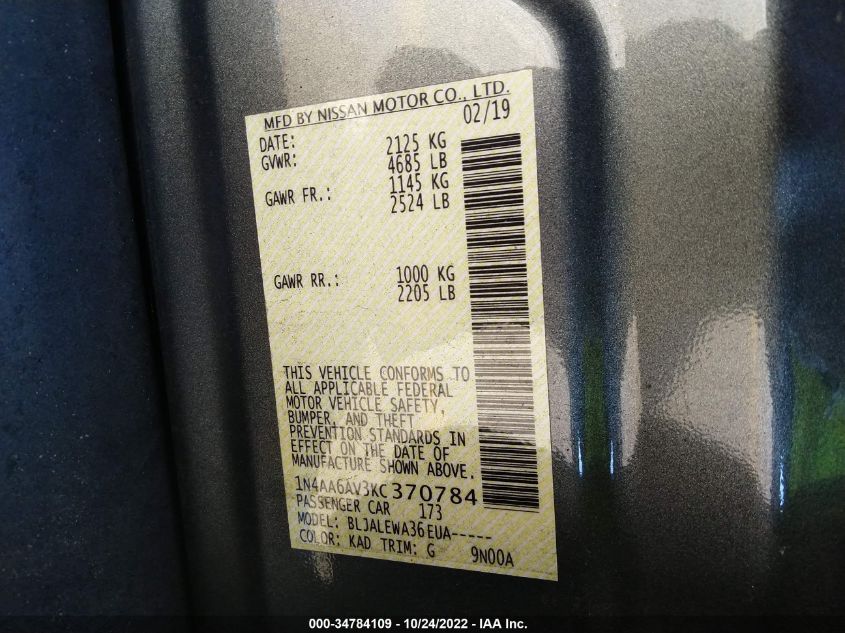 MFD BY NISSAN MOTOR CO., LTD.
DATE: 02/19
GVWR: 2125 KG
4685 LB
GAWR FR.: 1145 KG
2524 LB
GAWR RR.: 1000 KG
2205 LB
THIS VEHICLE CONFORMS TO
ALL APPLICABLE FEDERAL
MOTOR VEHICLE SAFETY,
BUMPER, AND THEFT
PREVENTION STANDARDS IN
EFFECT ON THE DATE OF
MANUFACTURE SHOWN ABOVE.
1N4AA6AV3KC370784
PASSENGER CAR 173
MODEL: BLJALEWA36EUA-----
COLOR: KAD TRIM: G 9N00A
000-34784109 - 10/24/2022 - IAA Inc.